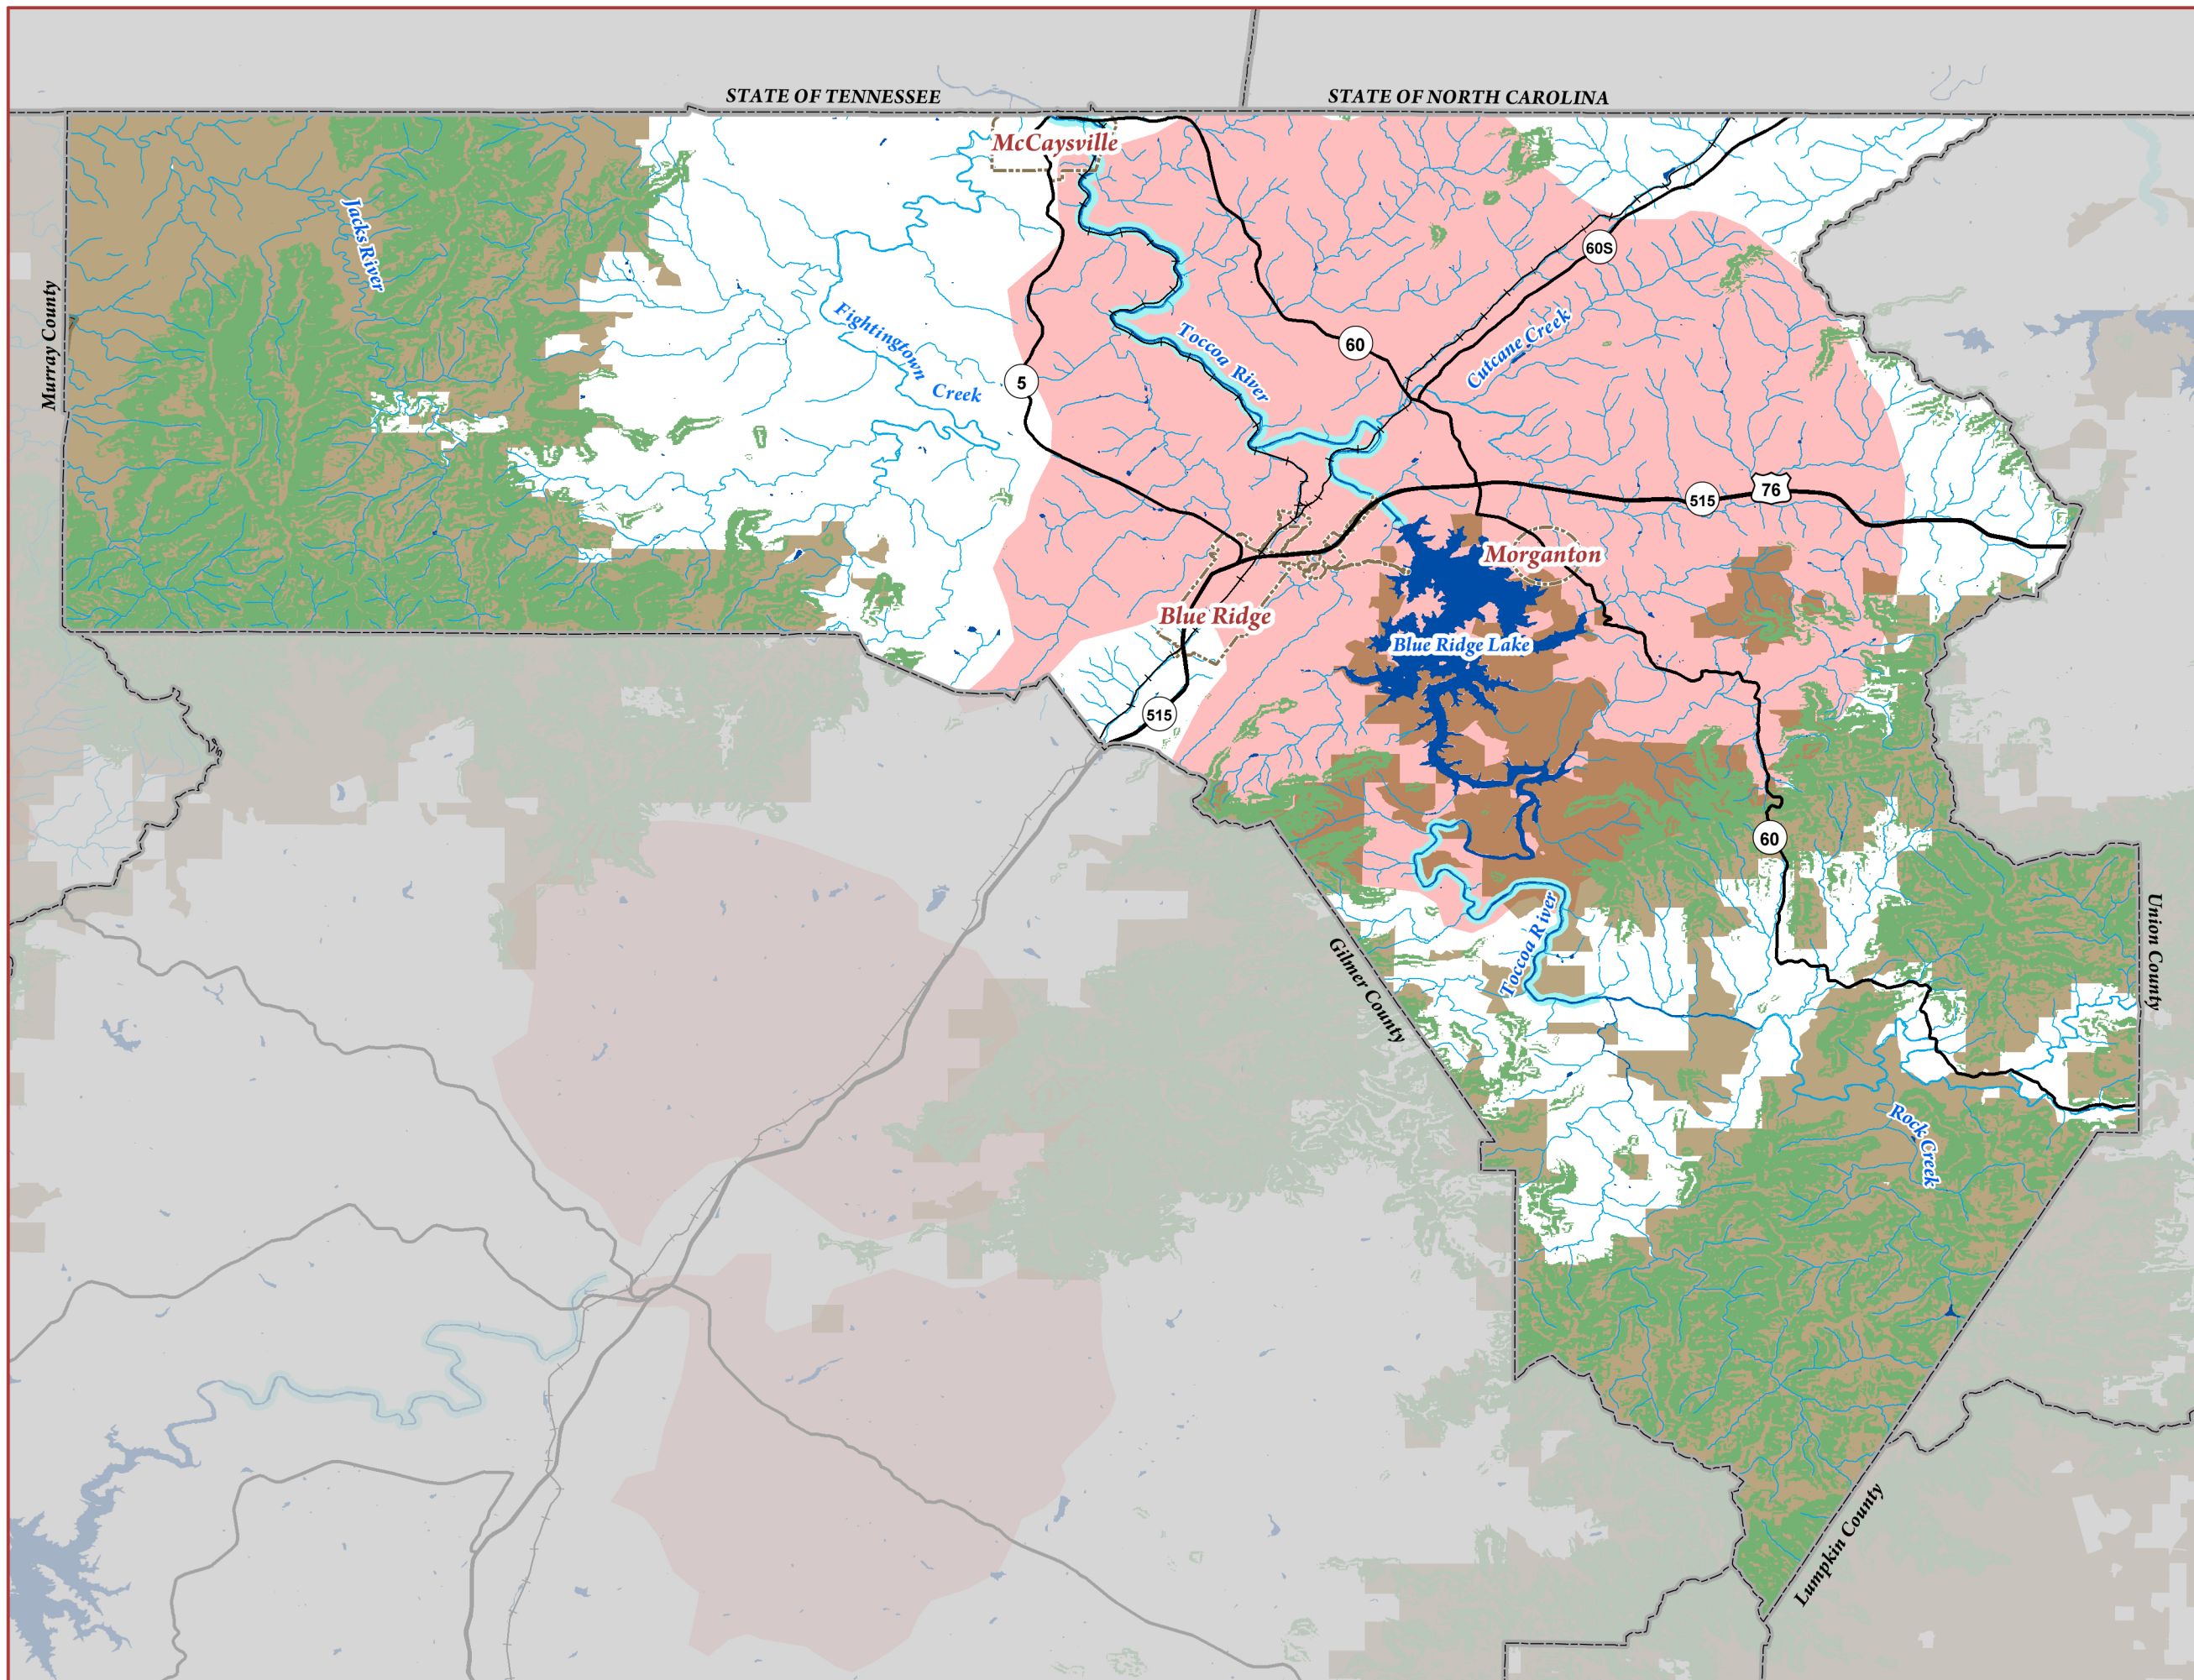 STATE OF TENNESSEE
STATE OF NORTH CAROLINA
McCaysville
Jacks River
60S
Murray County
Fightingtown
Creek
Toccoa River
60
Cutcane Creek
5
515
76
Morganton
Blue Ridge
Blue Ridge Lake
515
60
Toccoa River
Gilmer County
Union County
Rock Creek
Lumpkin County